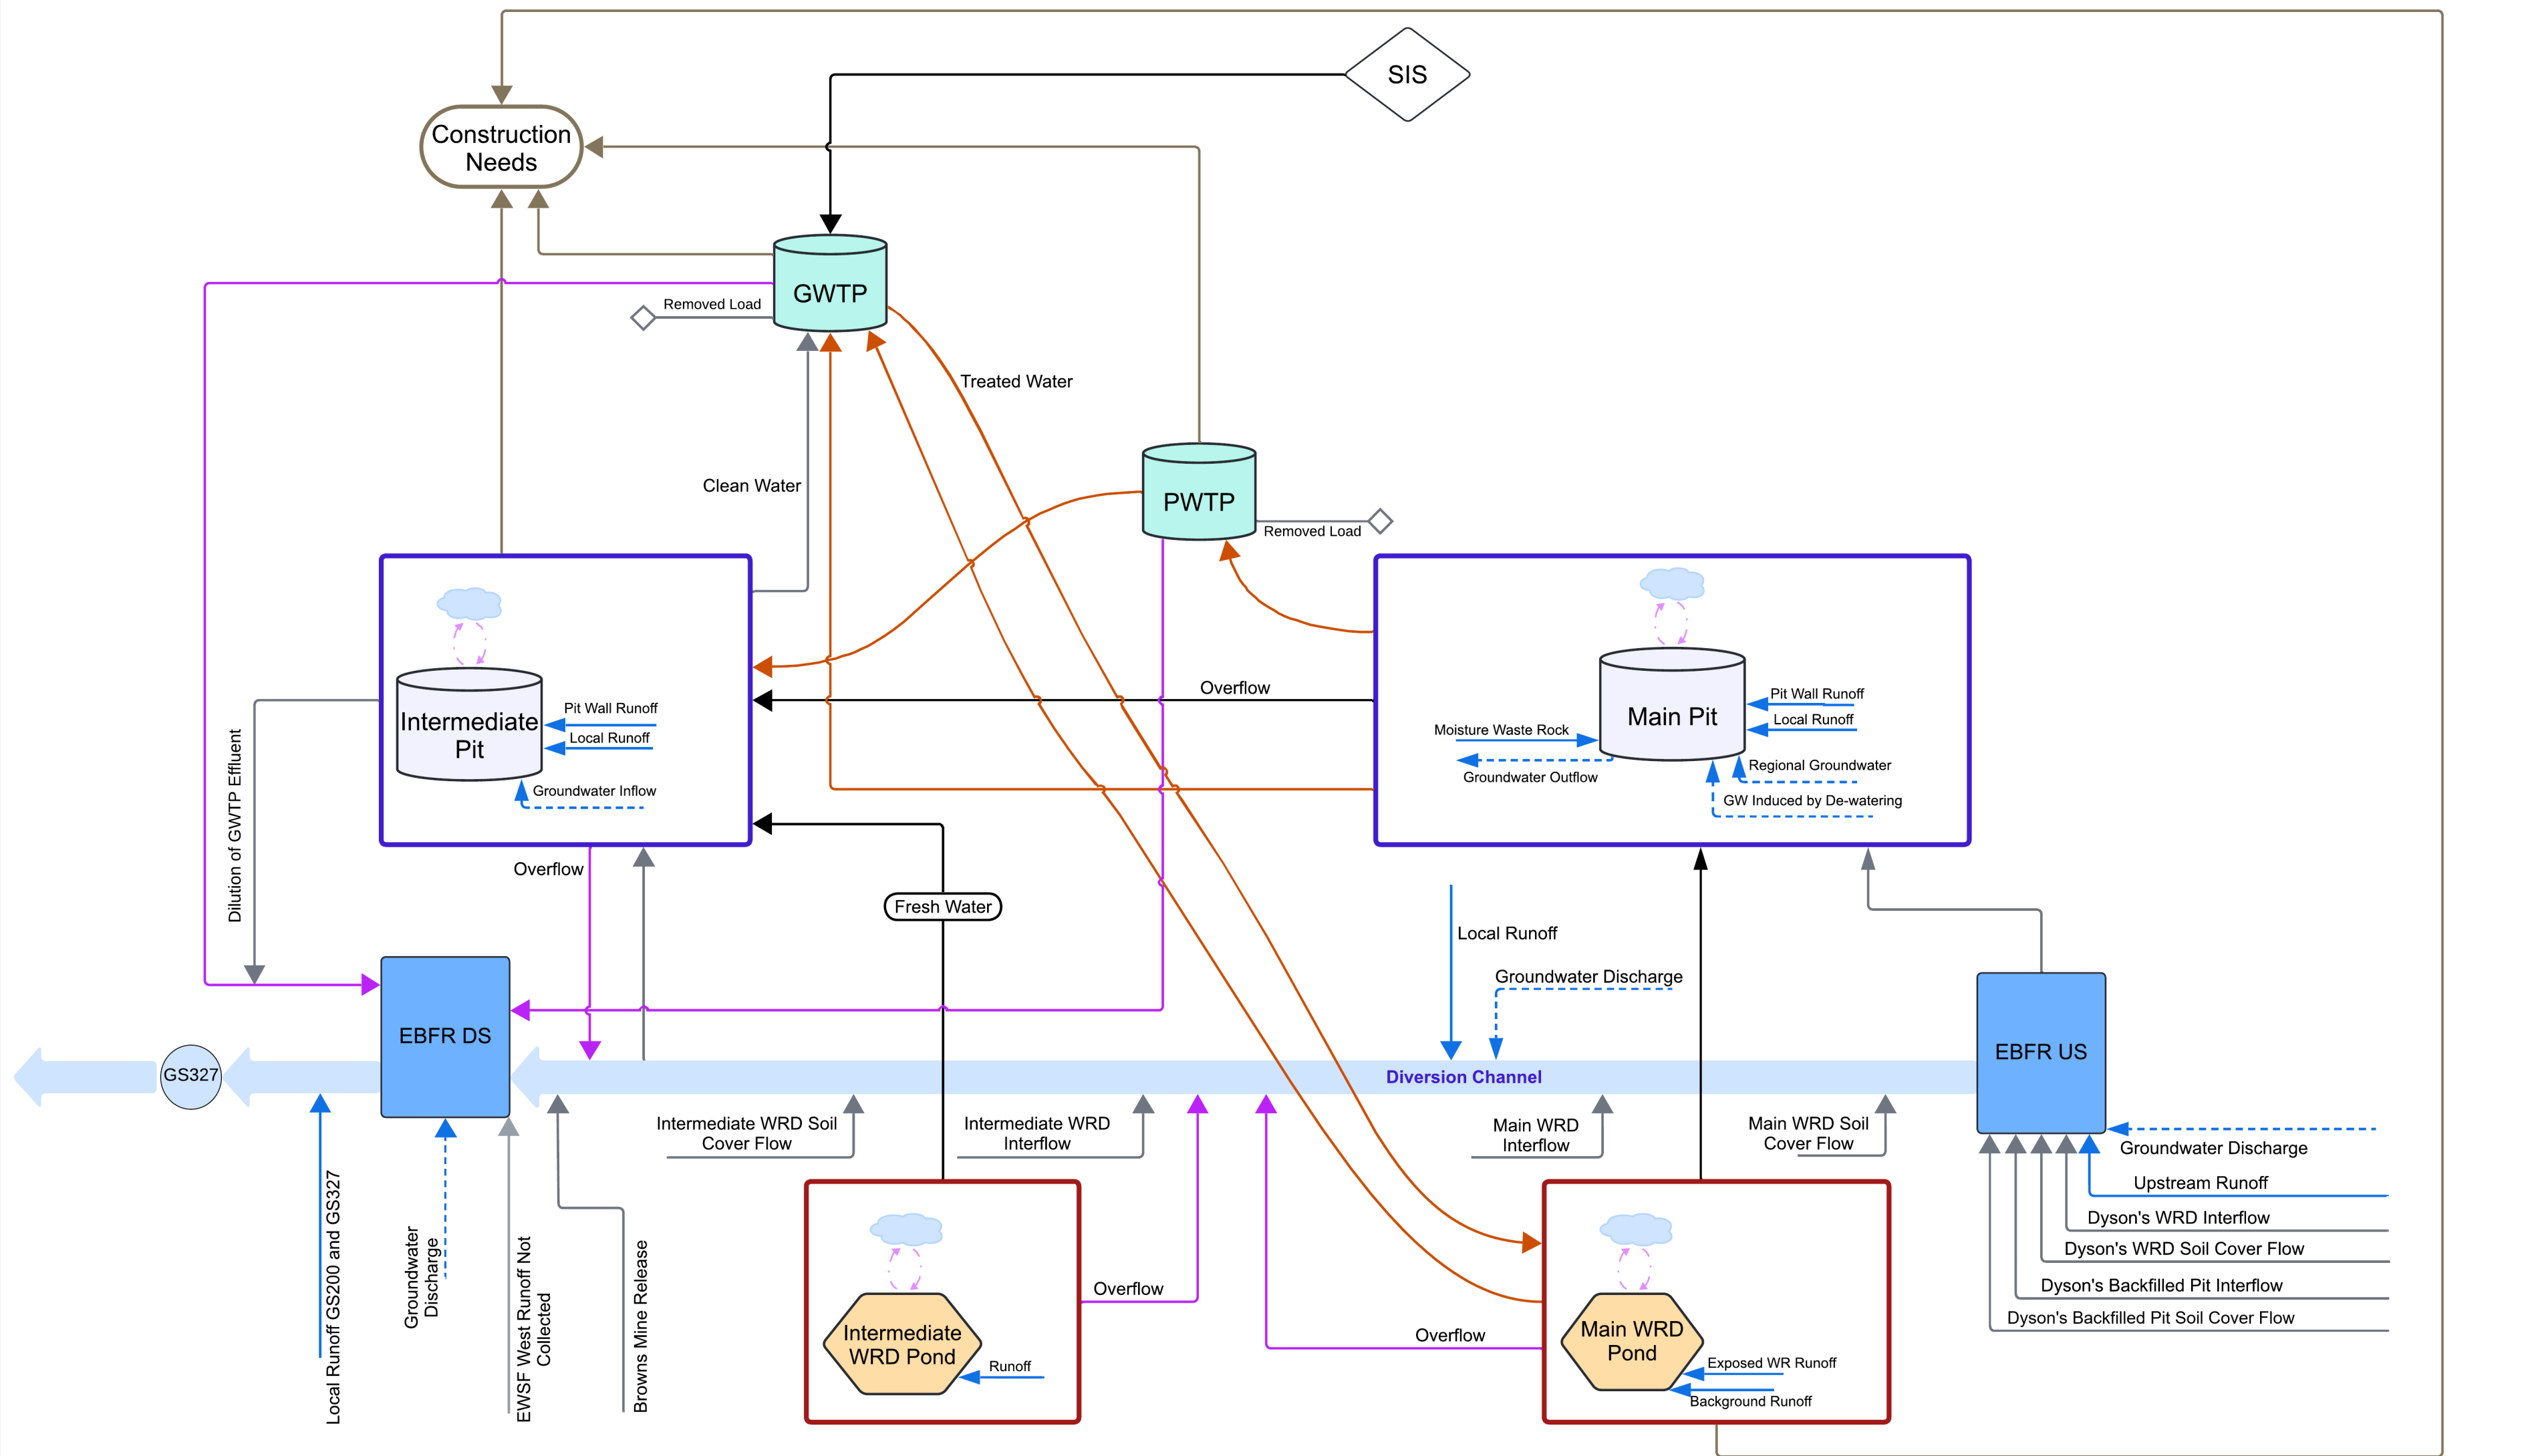 SIS
Construction
Needs
GWTP
Removed Load
Treated Water
Clean Water
PWTP
Removed Load
Intermediate
Pit
Pit Wall Runoff
Local Runoff
Groundwater Inflow
Overflow
Main Pit
Pit Wall Runoff
Local Runoff
Moisture Waste Rock
Groundwater Outflow
Regional Groundwater
GW Induced by De-watering
Dilution of GWTP Effluent
Overflow
Fresh Water
Local Runoff
Groundwater Discharge
EBFR DS
EBFR US
GS327
Diversion Channel
Intermediate WRD Soil
Cover Flow
Intermediate WRD
Interflow
Main WRD
Interflow
Main WRD Soil
Cover Flow
Groundwater Discharge
Upstream Runoff
Dyson's WRD Interflow
Dyson's WRD Soil Cover Flow
Dyson's Backfilled Pit Interflow
Dyson's Backfilled Pit Soil Cover Flow
Local Runoff GS200 and GS327
Groundwater
Discharge
EWSF West Runoff Not
Collected
Browns Mine Release
Intermediate
WRD Pond
Runoff
Overflow
Overflow
Main WRD
Pond
Exposed WR Runoff
Background Runoff